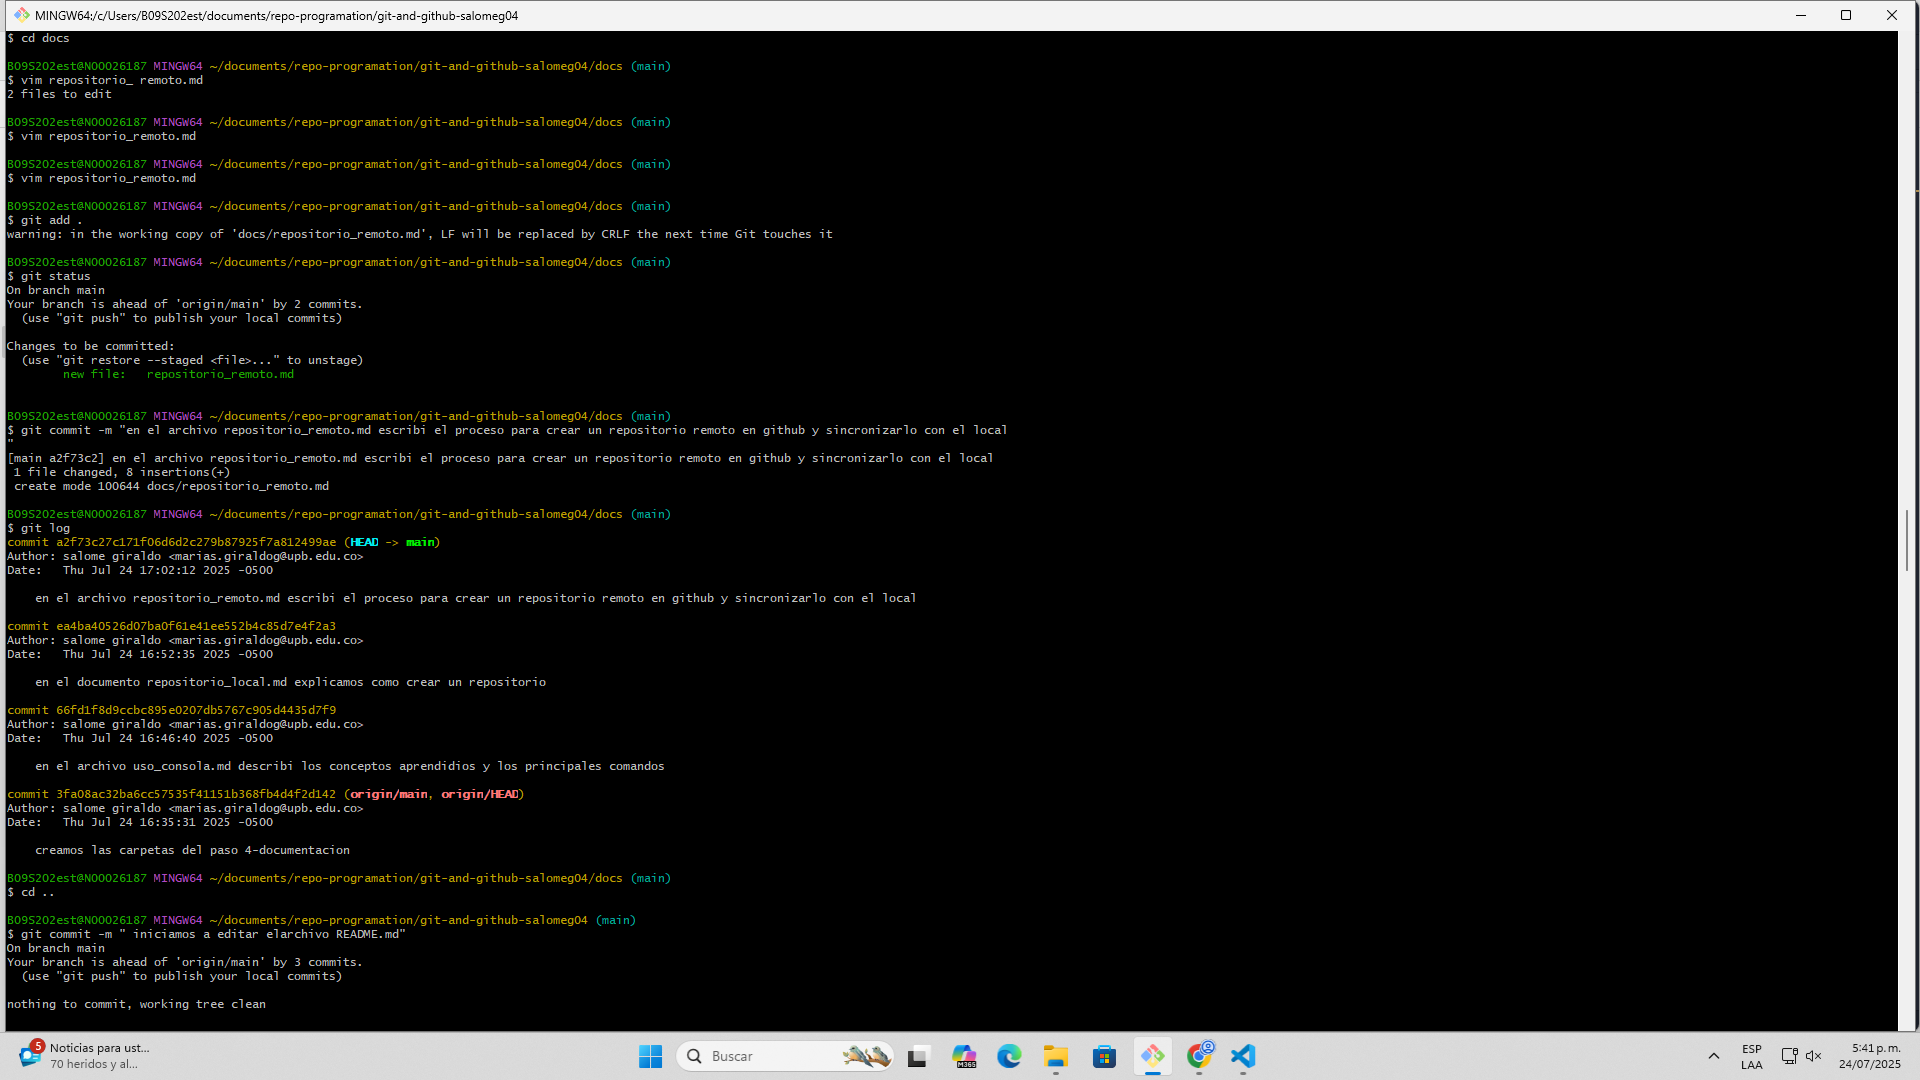 MINGW64:/c/Users/B09S202est/documents/repo-programation/git-and-github-salomeg04
$ cd docs
B09S202est@N0002 6187 MINGW64 ~/documents/repo-programation/git-and-github-salomeg04/docs (main)
$ vim repositorio_ remoto.md
2 files to edit
B09S202est@N00026187 MINGW64 ~/documents/repo-programation/git-and-github-salomeg04/docs (main)
$ vim repositorio_remoto.md
B09S202est@N00026187 MINGW64 ~/documents/repo-programation/git-and-github-salomeg04/docs (main)
$ vim repositorio_remoto.md
B09S202est@N00026187 MINGW64 ~/documents/repo-programation/git-and-github-salomeg04/docs (main)
$ git add .
warning: in the working copy of 'docs/repositorio_remoto.md', LF will be replaced by CRLF the next time Git touches it
B09S202est@N00026187 MINGW64 ~/documents/repo-programation/git-and-github-salomeg04/docs (main)
$ git status
On branch main
Your branch is ahead of 'origin/main' by 2 commits.
(use "git push" to publish your local commits)
Changes to be committed:
(use "git restore --staged <file>..." to unstage)
new file:   repositorio_remoto.md
B09S202est@N00026187 MINGW64 ~/documents/repo-programation/git-and-github-salomeg04/docs (main)
$ git commit -m "en el archivo repositorio_remoto.md escribi el proceso para crear un repositorio remoto en github y sincronizarlo con el local
"
[main a2f73c2] en el archivo repositorio_remoto.md escribi el proceso para crear un repositorio remoto en github y sincronizarlo con el local
1 file changed, 8 insertions(+)
create mode 100644 docs/repositorio_remoto.md
B09S202est@N00026187 MINGW64 ~/documents/repo-programation/git-and-github-salomeg04/docs (main)
$ git log
commit a2f73c27c171f06d6d2c279b87925f7a812499ae (HEAD -> main)
Author: salome giraldo <marias.giraldog@upb.edu.co>
Date:   Thu Jul 24 17:02:12 2025 -0500
en el archivo repositorio_remoto.md escribi el proceso para crear un repositorio remoto en github y sincronizarlo con el local
commit ea4ba40526d07ba0f61e41ee552b4c85d7e4f2a3
Author: salome giraldo <marias.giraldog@upb.edu.co>
Date:   Thu Jul 24 16:52:35 2025 -0500
en el documento repositorio_local.md explicamos como crear un repositorio
commit 66fd1f8d9ccbc895e0207db5767c905d4435d7f9
Author: salome giraldo <marias.giraldog@upb.edu.co>
Date:   Thu Jul 24 16:46:40 2025 -0500
en el archivo uso_consola.md describi los conceptos aprendidios y los principales comandos
commit 3fa08ac32ba6cc57535f41151b368fb4d4f2d142 (origin/main, origin/HEAD)
Author: salome giraldo <marias.giraldog@upb.edu.co>
Date:   Thu Jul 24 16:35:31 2025 -0500
creamos las carpetas del paso 4-documentacion
B09S202est@N00026187 MINGW64 ~/documents/repo-programation/git-and-github-salomeg04/docs (main)
$ cd ..
B09S202est@N00026187 MINGW64 ~/documents/repo-programation/git-and-github-salomeg04 (main)
$ git commit -m " iniciamos a editar elarchivo README.md"
On branch main
Your branch is ahead of 'origin/main' by 3 commits.
(use "git push" to publish your local commits)
nothing to commit, working tree clean
5
Noticias para ust...
70 heridos y al...
Buscar
M365
ESP
LAA
5:41 p. m.
24/07/2025